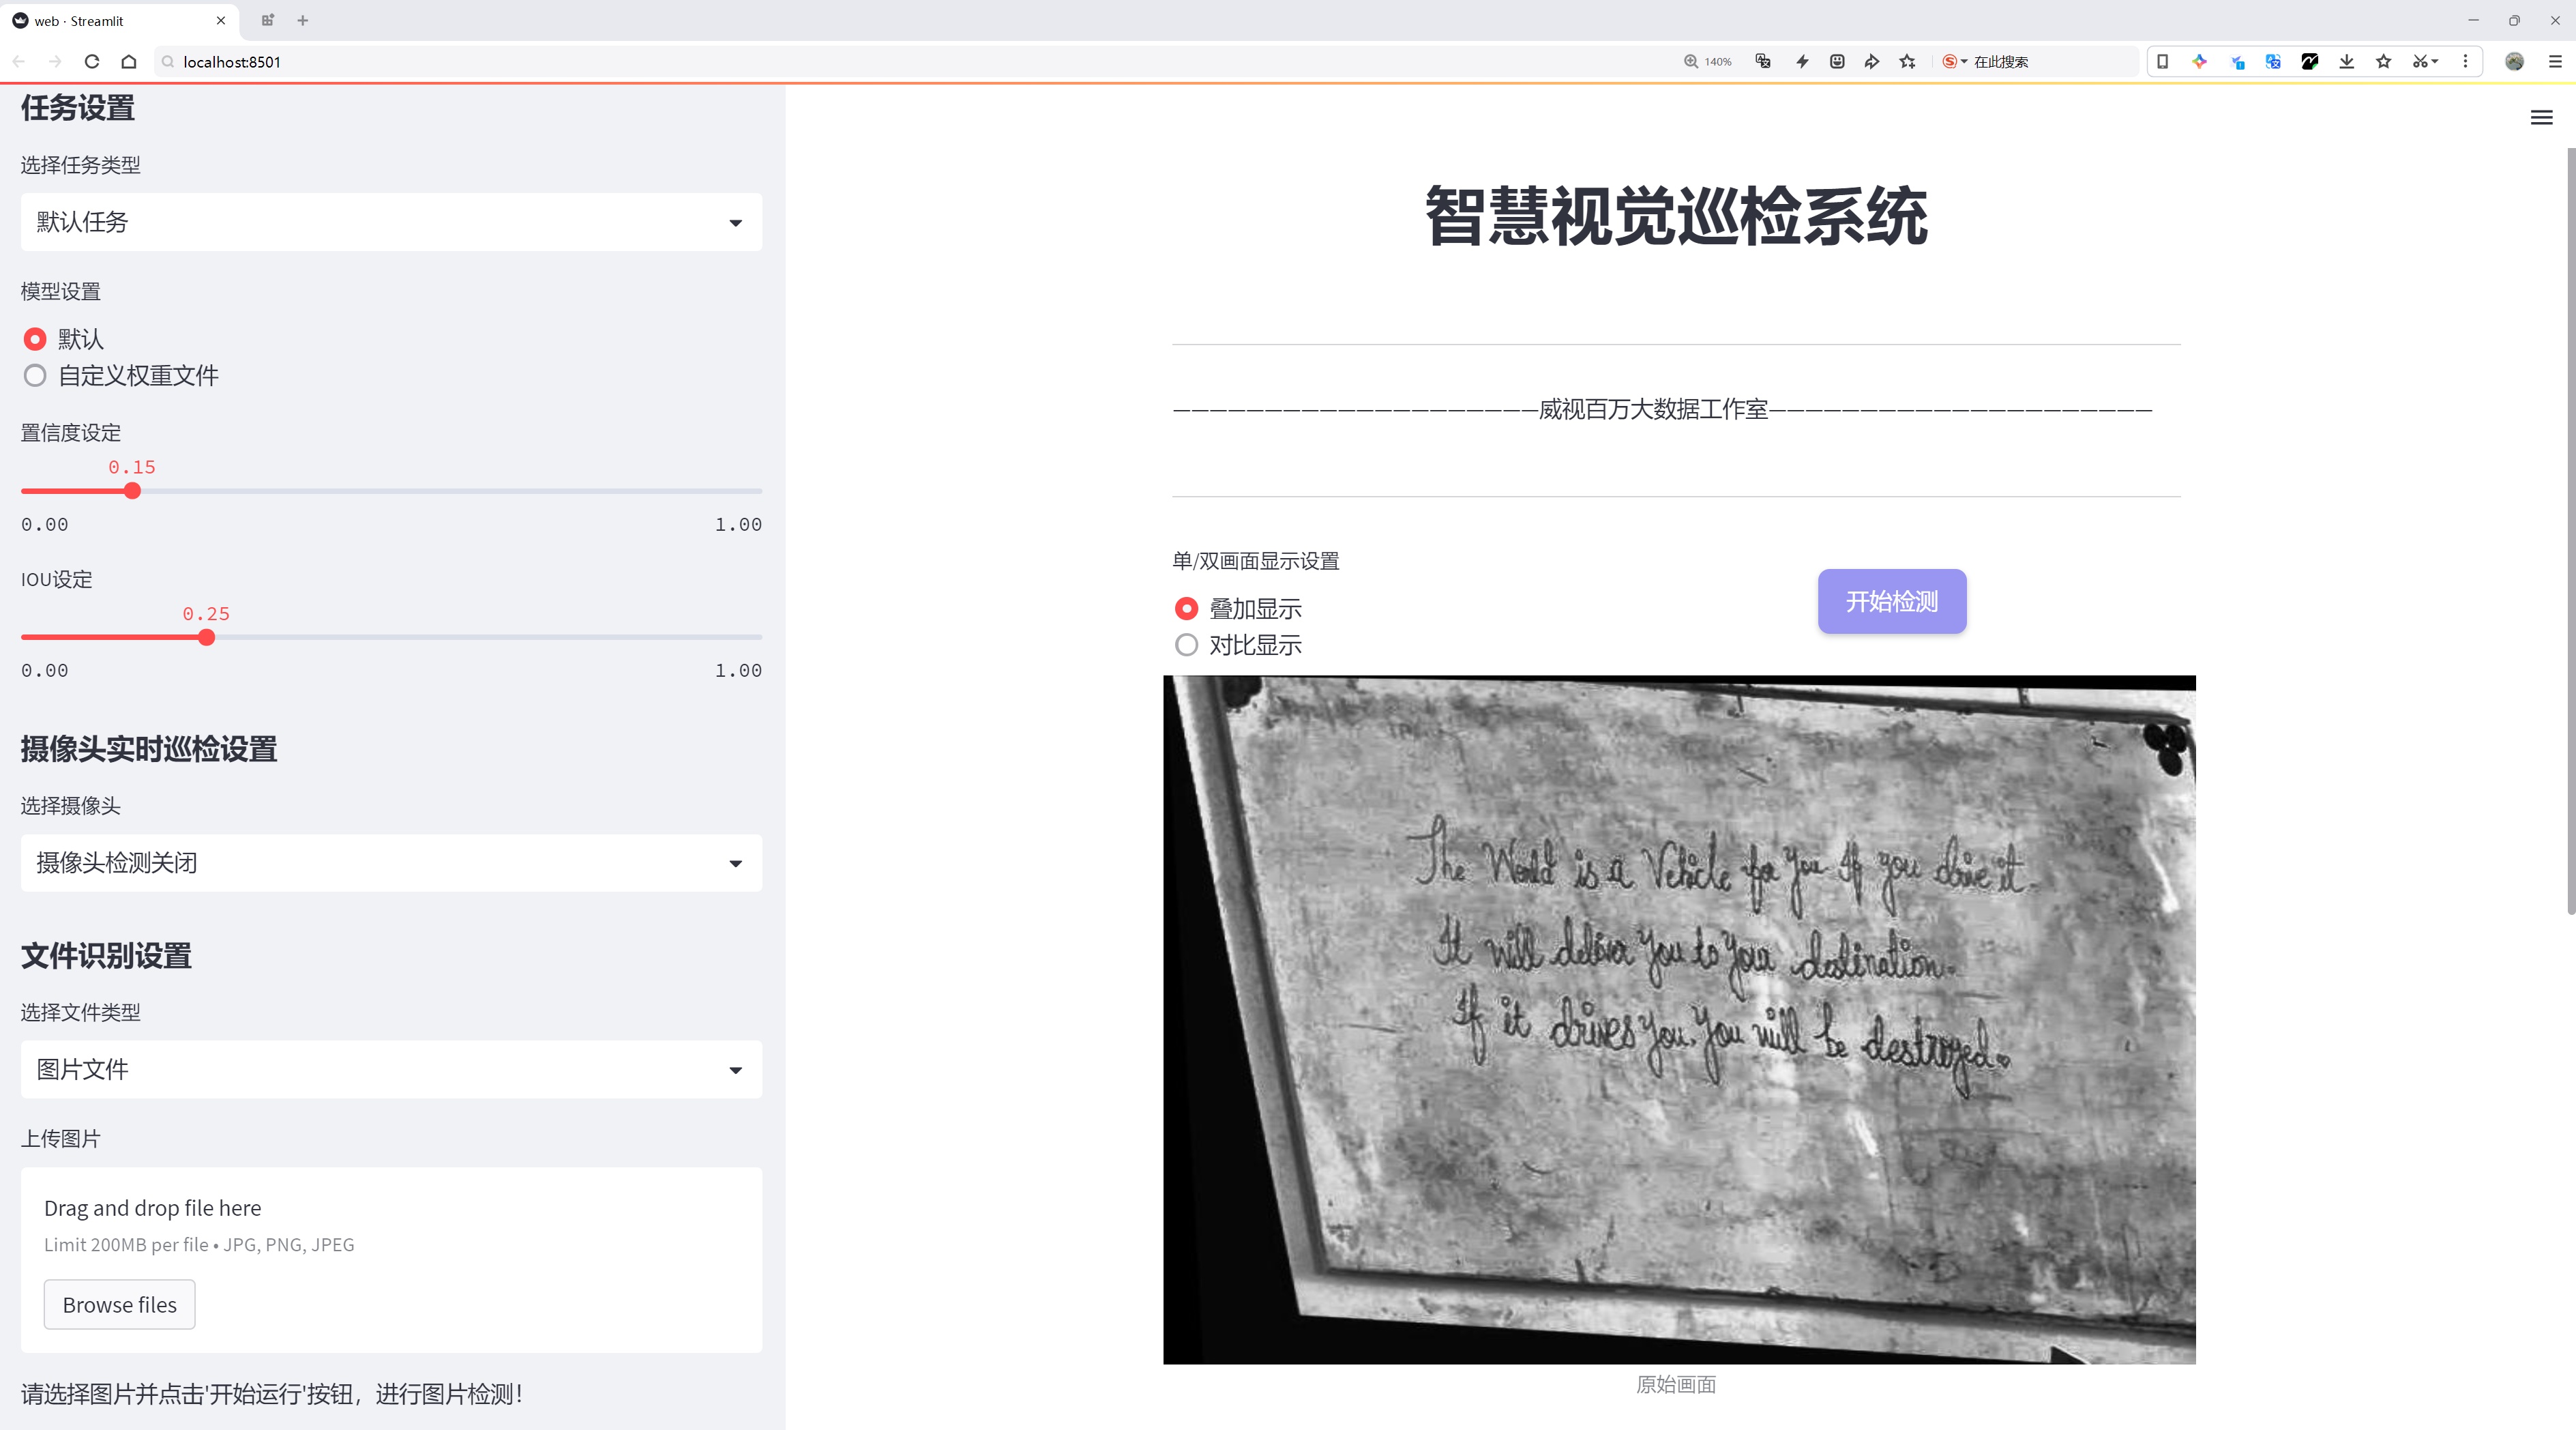 web · Streamlit
localhost:8501
140%
在此搜索
任务设置
选择任务类型
默认任务
模型设置
默认
自定义权重文件
置信度设定
0.15
0.00 1.00
IOU设定
0.25
0.00 1.00
摄像头实时巡检设置
选择摄像头
摄像头检测关闭
文件识别设置
选择文件类型
图片文件
上传图片
Drag and drop file here
Limit 200MB per file • JPG, PNG, JPEG
Browse files
请选择图片并点击'开始运行'按钮，进行图片检测！
智慧视觉巡检系统
————————————————————威视百万大数据工作室—————————————————————
单/双画面显示设置
叠加显示
对比显示
开始检测
The World is a Vehicle for you If you drive it.
It will deliver you to your destination.
If it drives you, you will be destroyed.
原始画面